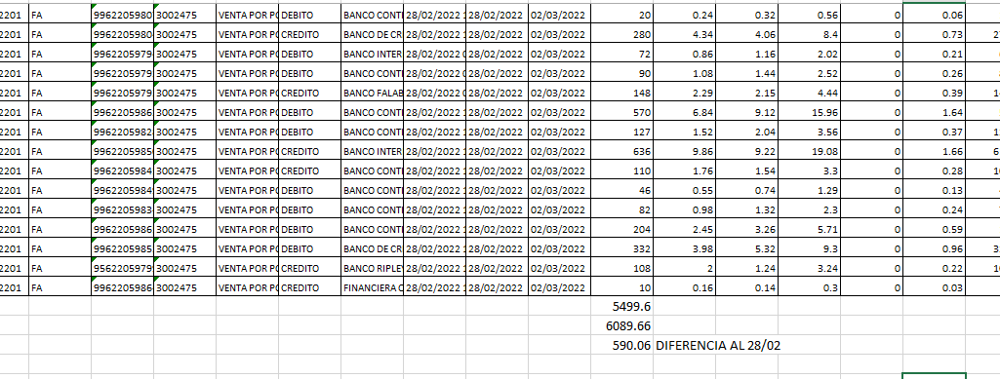 2201 FA 9962205980 3002475 VENTA POR PO DEBITO BANCO CONTI 28/02/2022 28/02/2022 02/03/2022 20 0.24 0.32 0.56 0 0.06
2201 FA 9962205980 3002475 VENTA POR PO CREDITO BANCO DE CR 28/02/2022 28/02/2022 02/03/2022 280 4.34 4.06 8.4 0 0.73
2201 FA 9962205979 3002475 VENTA POR PO DEBITO BANCO INTER 28/02/2022 28/02/2022 02/03/2022 72 0.86 1.16 2.02 0 0.21
2201 FA 9962205979 3002475 VENTA POR PO DEBITO BANCO CONTI 28/02/2022 28/02/2022 02/03/2022 90 1.08 1.44 2.52 0 0.26
2201 FA 9962205979 3002475 VENTA POR PO CREDITO BANCO FALAB 28/02/2022 28/02/2022 02/03/2022 148 2.29 2.15 4.44 0 0.39
2201 FA 9962205986 3002475 VENTA POR PO DEBITO BANCO CONTI 28/02/2022 28/02/2022 02/03/2022 570 6.84 9.12 15.96 0 1.64
2201 FA 9962205982 3002475 VENTA POR PO DEBITO BANCO CONTI 28/02/2022 28/02/2022 02/03/2022 127 1.52 2.04 3.56 0 0.37
2201 FA 9962205985 3002475 VENTA POR PO CREDITO BANCO INTER 28/02/2022 28/02/2022 02/03/2022 636 9.86 9.22 19.08 0 1.66
2201 FA 9962205984 3002475 VENTA POR PO CREDITO BANCO CONTI 28/02/2022 28/02/2022 02/03/2022 110 1.76 1.54 3.3 0 0.28
2201 FA 9962205984 3002475 VENTA POR PO DEBITO BANCO CONTI 28/02/2022 28/02/2022 02/03/2022 46 0.55 0.74 1.29 0 0.13
2201 FA 9962205983 3002475 VENTA POR PO DEBITO BANCO CONTI 28/02/2022 28/02/2022 02/03/2022 82 0.98 1.32 2.3 0 0.24
2201 FA 9962205986 3002475 VENTA POR PO DEBITO BANCO CONTI 28/02/2022 28/02/2022 02/03/2022 204 2.45 3.26 5.71 0 0.59
2201 FA 9962205985 3002475 VENTA POR PO DEBITO BANCO DE CR 28/02/2022 28/02/2022 02/03/2022 332 3.98 5.32 9.3 0 0.96
2201 FA 9562205979 3002475 VENTA POR PO CREDITO BANCO RIPLEY 28/02/2022 28/02/2022 02/03/2022 108 2 1.24 3.24 0 0.22
2201 FA 9962205986 3002475 VENTA POR PO CREDITO FINANCIERA C 28/02/2022 28/02/2022 02/03/2022 10 0.16 0.14 0.3 0 0.03
5499.6
6089.66
590.06 DIFERENCIA AL 28/02